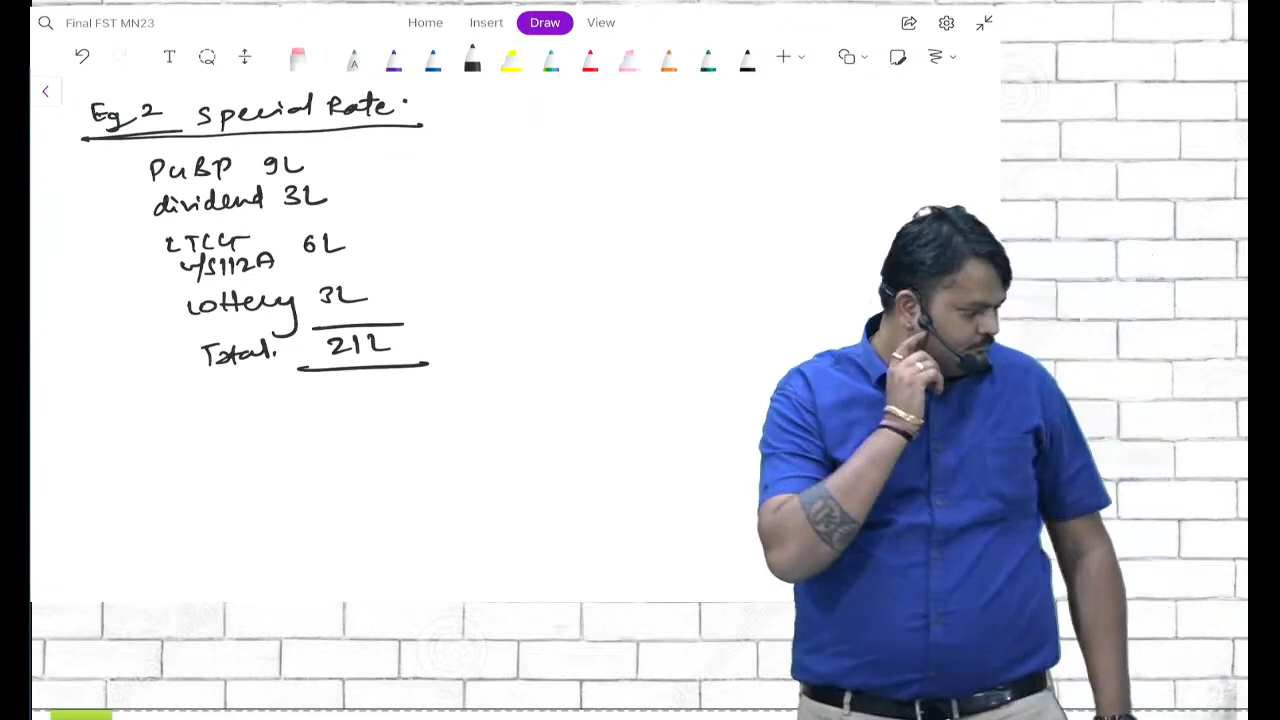 Final FST MN23
Home Insert Draw View
T
A
Eg 2 Special Rate.
PGBP 9L
dividend 3L
LTCG 6L
u/s112A
Lottery 3L
Total. 21L